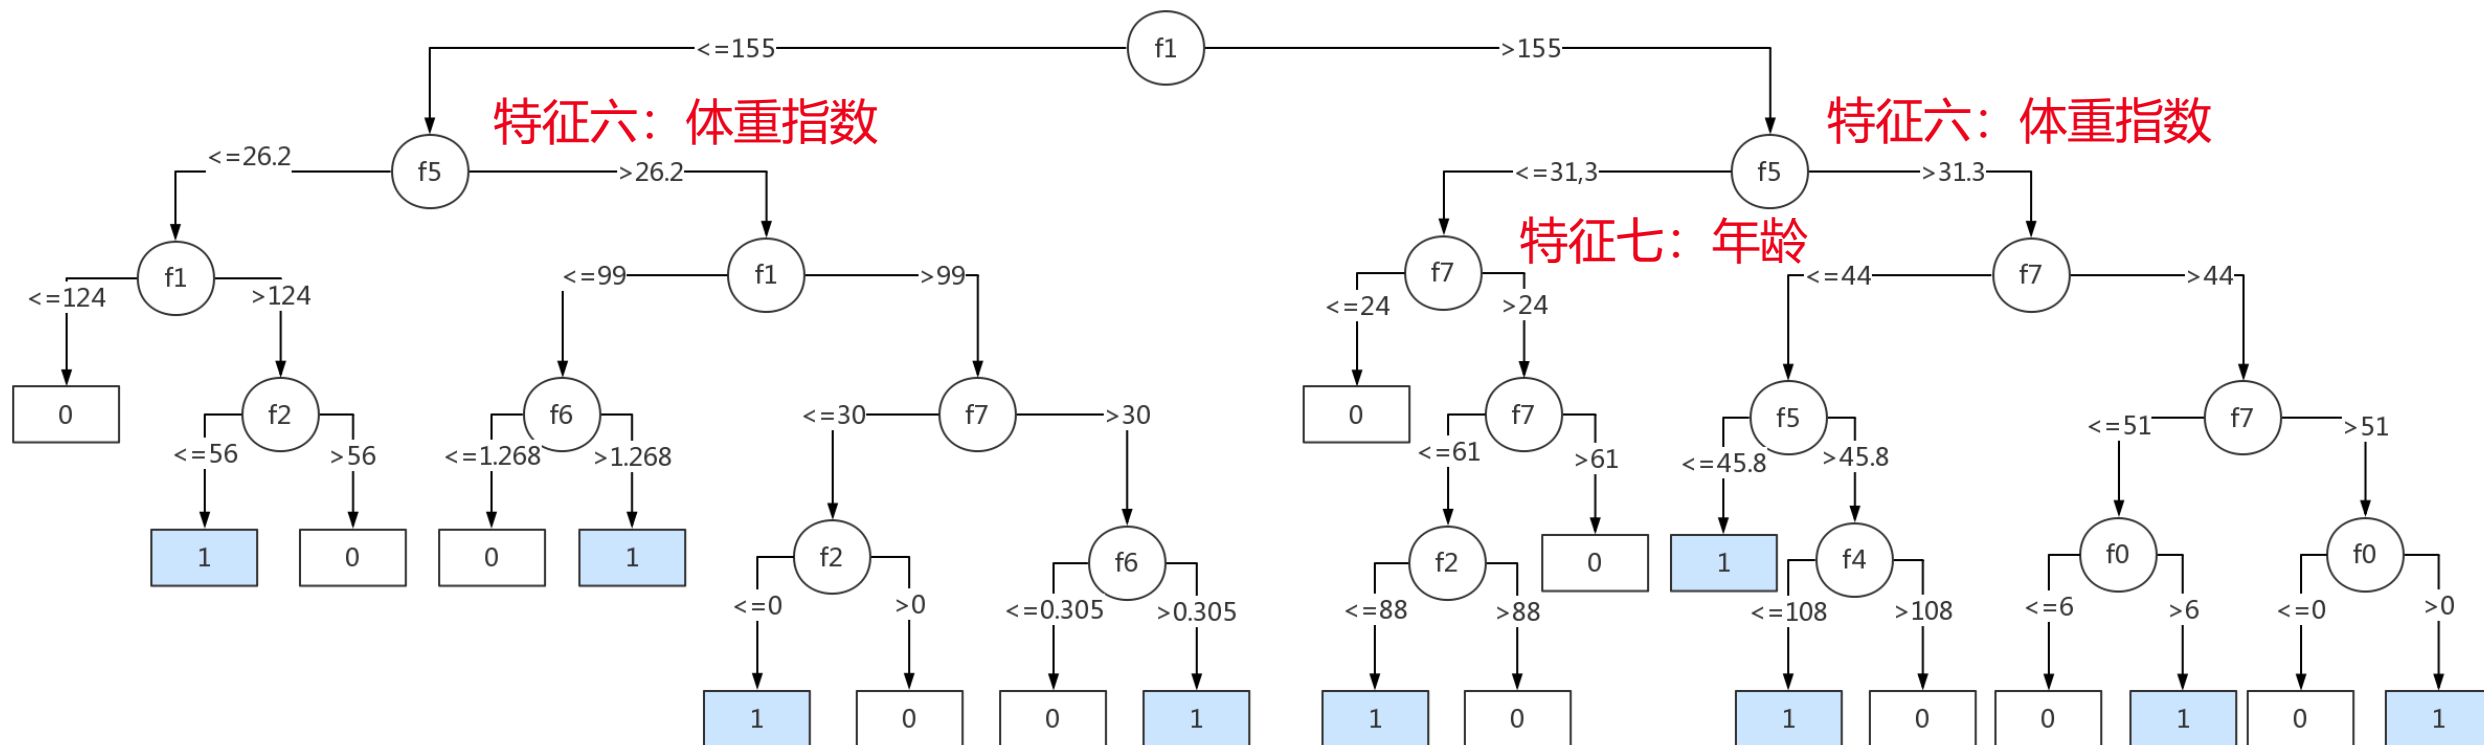 f1
<=155
>155
特征六：体重指数
特征六：体重指数
f5
<=26.2
>26.2
f5
<=31,3
>31.3
特征七：年龄
f1
<=124
>124
f1
<=99
>99
f7
<=24
>24
f7
<=44
>44
0
f2
<=56
>56
f6
<=1.268
>1.268
f7
<=30
>30
0
f7
<=61
>61
f5
<=45.8
>45.8
f7
<=51
>51
1
0
0
1
f2
<=0
>0
f6
<=0.305
>0.305
f2
<=88
>88
0
1
f4
<=108
>108
f0
<=6
>6
f0
<=0
>0
1
0
0
1
1
0
1
0
0
1
0
1